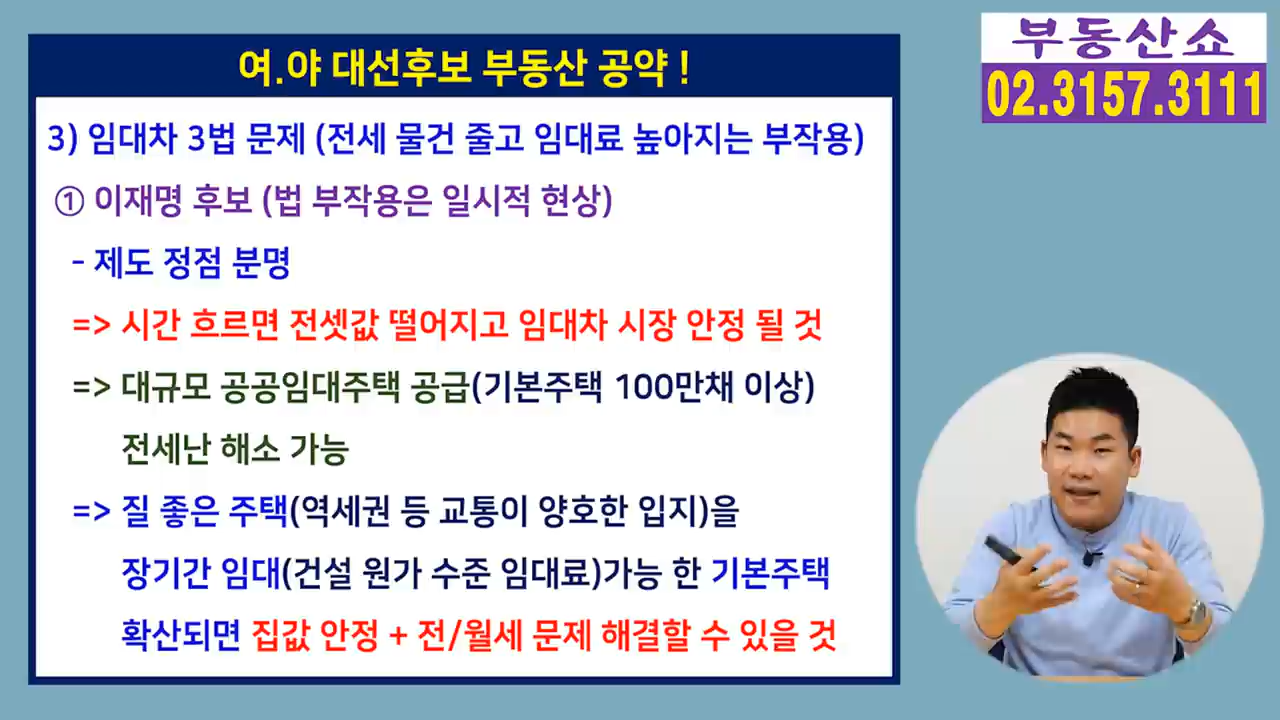 여.야 대선후보 부동산 공약 !
부동산쇼
02.3157.3111
3) 임대차 3법 문제 (전세 물건 줄고 임대료 높아지는 부작용)
① 이재명 후보 (법 부작용은 일시적 현상)
- 제도 정점 분명
=> 시간 흐르면 전셋값 떨어지고 임대차 시장 안정 될 것
=> 대규모 공공임대주택 공급(기본주택 100만채 이상)
전세난 해소 가능
=> 질 좋은 주택(역세권 등 교통이 양호한 입지)을
장기간 임대(건설 원가 수준 임대료)가능 한 기본주택
확산되면 집값 안정 + 전/월세 문제 해결할 수 있을 것